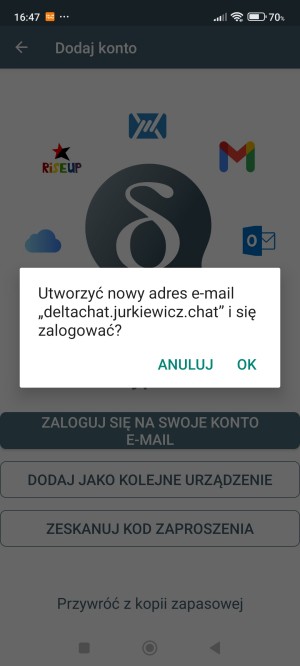 16:47
70%
Dodaj konto
RISEUP
Utworzyć nowy adres e-mail
„deltachat.jurkiewicz.chat” i się
zalogować?
ANULUJ OK
ZALOGUJ SIĘ NA SWOJE KONTO
E-MAIL
DODAJ JAKO KOLEJNE URZĄDZENIE
ZESKANUJ KOD ZAPROSZENIA
Przywróć z kopii zapasowej